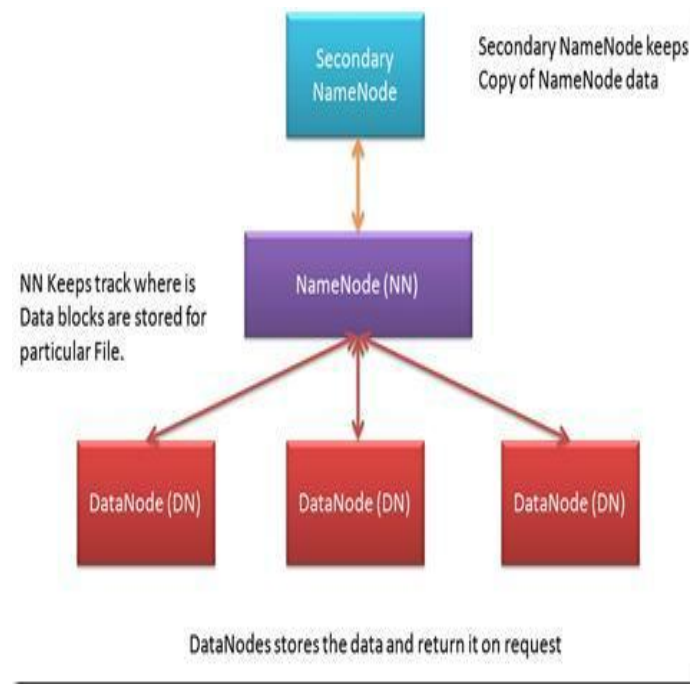 Secondary
NameNode
Secondary NameNode keeps
Copy of NameNode data
NameNode (NN)
NN Keeps track where is
Data blocks are stored for
particular File.
DataNode (DN)
DataNode (DN)
DataNode (DN)
DataNodes stores the data and return it on request